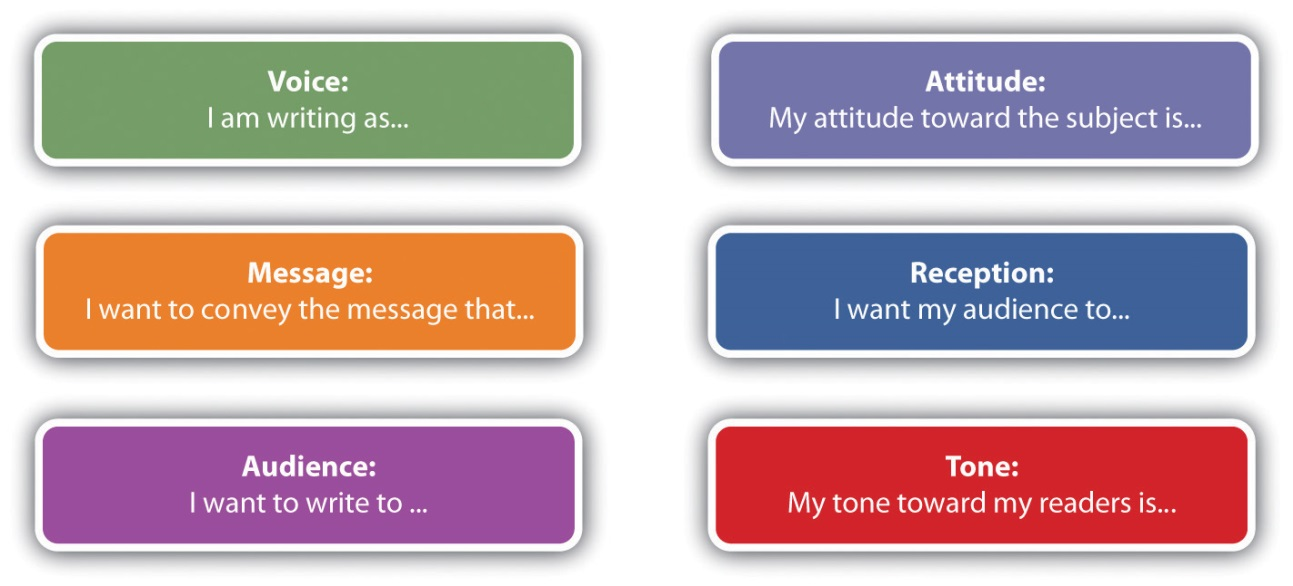 Voice:
I am writing as...
Attitude:
My attitude toward the subject is...
Message:
I want to convey the message that...
Reception:
I want my audience to...
Audience:
I want to write to ...
Tone:
My tone toward my readers is...